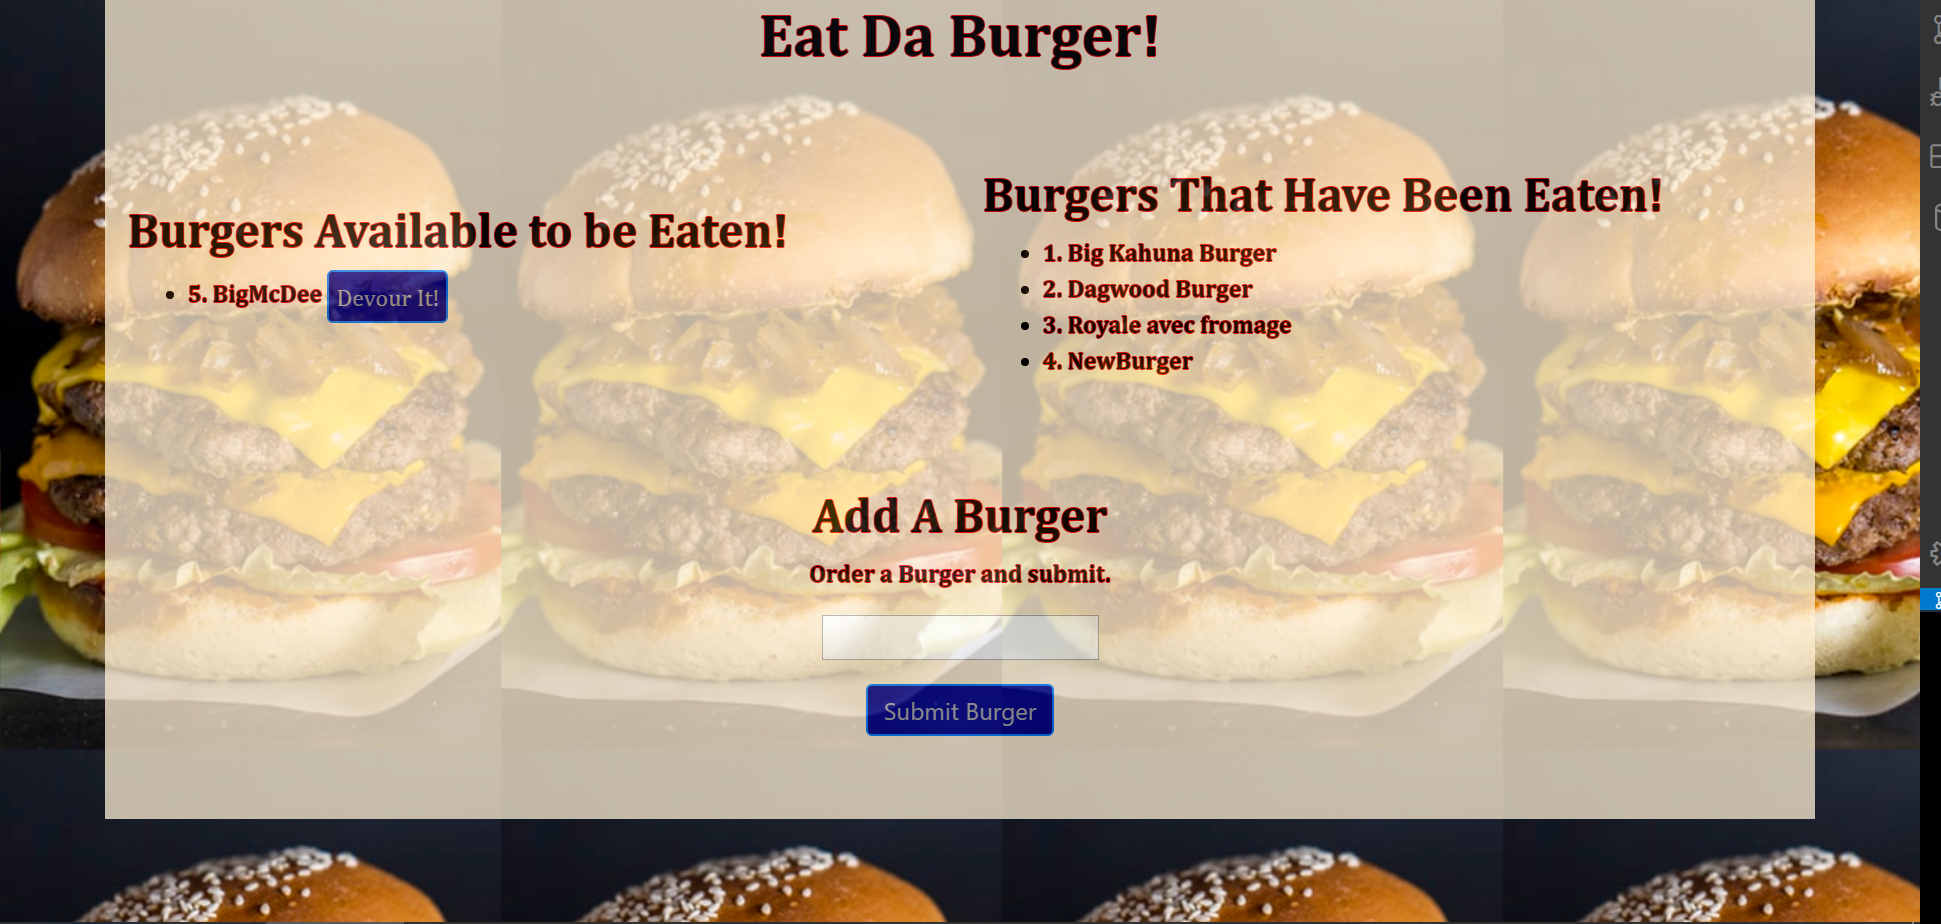 Eat Da Burger!
Burgers Available to be Eaten!
5. BigMcDee Devour It!
Burgers That Have Been Eaten!
1. Big Kahuna Burger
2. Dagwood Burger
3. Royale avec fromage
4. NewBurger
Add A Burger
Order a Burger and submit.
Submit Burger